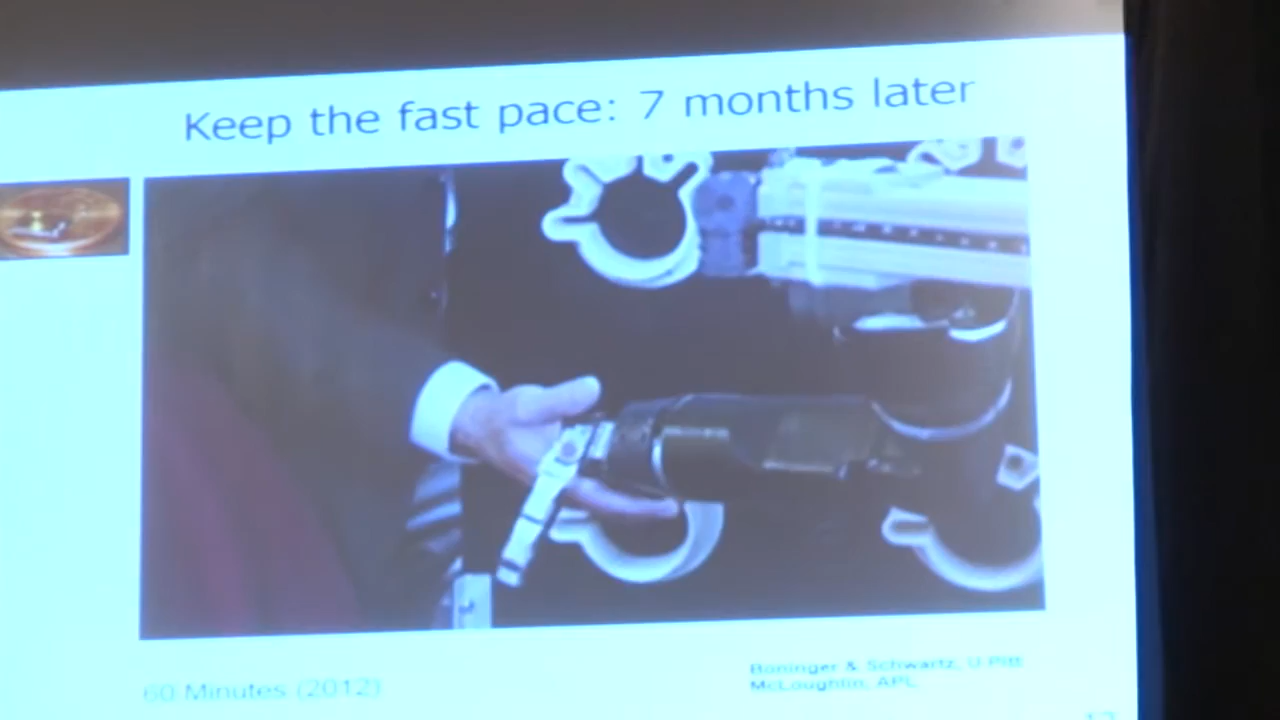 Keep the fast pace: 7 months later
60 Minutes (2012)
Boninger & Schwartz, U Pitt
McLoughlin, APL